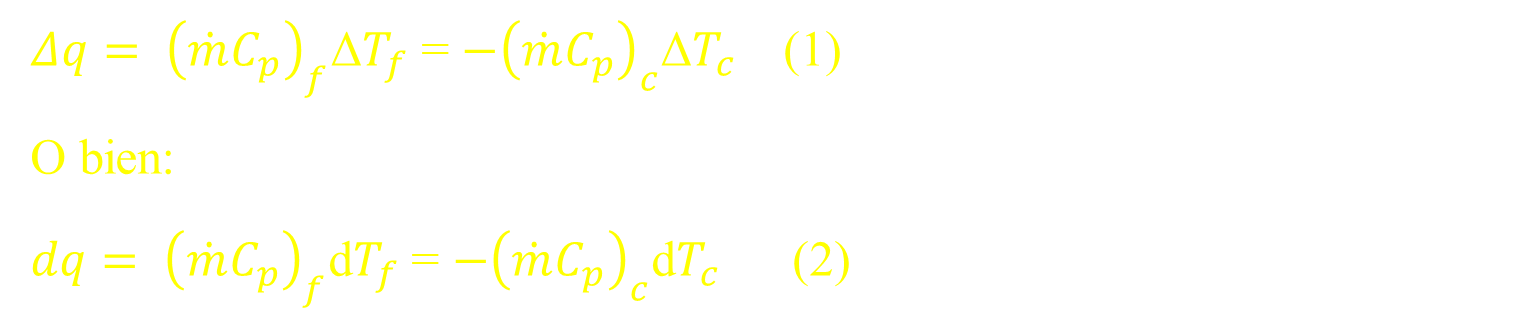 Δq = (ṁC_p)_f ΔT_f = −(ṁC_p)_c ΔT_c (1)
O bien:
dq = (ṁC_p)_f dT_f = −(ṁC_p)_c dT_c (2)